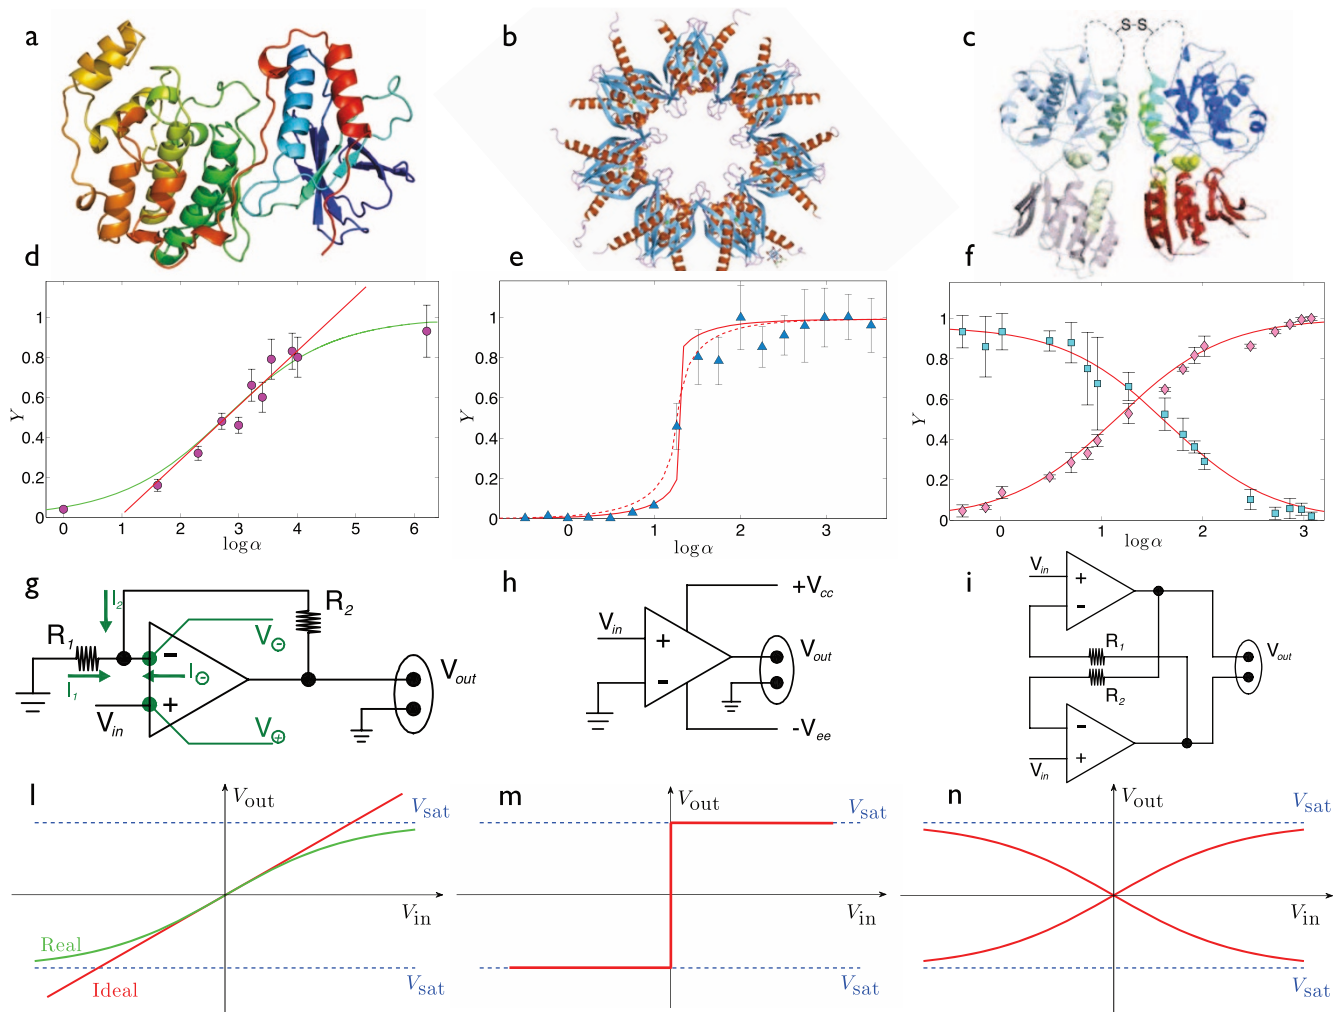 a
b
c
S-S
d
e
f
1
0.8
0.6
0.4
0.2
0
Y
0
1
2
3
4
5
6
log α
1
0.8
0.6
0.4
0.2
0
Y
0
1
2
3
log α
1
0.8
0.6
0.4
0.2
0
Y
0
1
2
3
log α
g
I2
R1
R2
V⊖
I1
I⊖
Vin
V⊕
Vout
h
+Vcc
Vin
+
-
Vout
-Vee
i
Vin
+
-
R1
R2
Vout
-
+
Vin
l
Vout
Vsat
Vin
Real
Ideal
Vsat
m
Vout
Vsat
Vin
Vsat
n
Vout
Vsat
Vin
Vsat